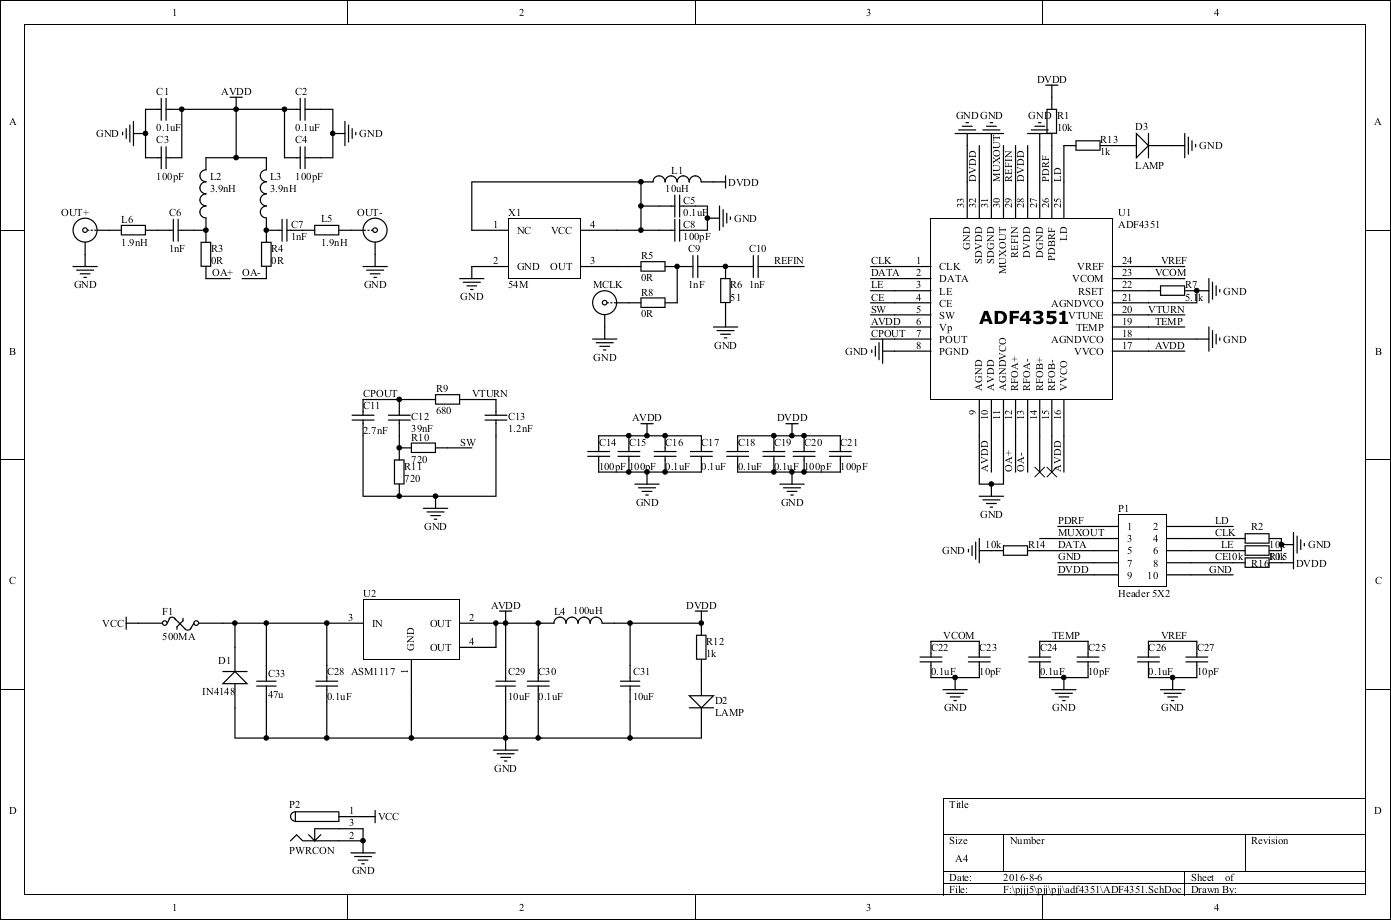 1 2 3 4
A A
B B
C C
D D
C1 AVDD C2
0.1uF 0.1uF
GND GND
C3 C4
100pF 100pF
L2 L3
3.9nH 3.9nH
OUT+ OUT-
L6 C6 C7 L5
1.9nH 1nF 1nF 1.9nH
R3 R4
0R 0R
OA+ OA-
GND GND
L1
10uH DVDD
C5
0.1uF GND
C8
100pF
X1
1 NC VCC 4
2 GND OUT 3
54M
GND
R5
0R
MCLK R8
0R
GND
C9 C10 REFIN
1nF 1nF
R6
51
GND
DVDD
GND GND GND R1
10k
R13 D3
1k LAMP
GND
DVDD MUXOUT REFIN DVDD PDRF LD
33 32 31 30 29 28 27 26 25
GND SDVDD SDGND MUXOUT REFIN DVDD DGND PDBRF LD
U1
ADF4351
CLK 1 CLK VREF 24 VREF
DATA 2 DATA VCOM 23 VCOM
LE 3 LE RSET 22 R7
5.1k GND
CE 4 CE AGNDVCO 21
SW 5 SW ADF4351 VTUNE 20 VTURN
AVDD 6 Vp TEMP 19 TEMP
CPOUT 7 POUT AGNDVCO 18 GND
GND 8 PGND VVCO 17 AVDD
AGND AVDD AGNDVCO RFOA+ RFOA- RFOB+ RFOB- VVCO
9 10 11 12 13 14 15 16
AVDD OA+ OA- AVDD
GND
CPOUT R9 VTURN
680
C11 C12 C13
2.7nF 39nF 1.2nF
R10 SW
720
R11
720
GND
AVDD DVDD
C14 C15 C16 C17 C18 C19 C20 C21
100pF 100pF 0.1uF 0.1uF 0.1uF 0.1uF 100pF 100pF
GND GND
P1
PDRF 1 2 LD R2
MUXOUT 3 4 CLK
GND 10k R14 DATA 5 6 LE GND
GND 7 8 CE 10k R16 DVDD
DVDD 9 10 GND
Header 5X2
U2
VCC F1 3 IN OUT 2
500MA
OUT 4
GND
1
ASM1117
AVDD L4 100uH DVDD
R12
1k
D1
IN4148
C33 C28 C29 C30 C31
47u 0.1uF 10uF 0.1uF 10uF
D2
LAMP
GND
VCOM TEMP VREF
C22 C23 C24 C25 C26 C27
0.1uF 10pF 0.1uF 10pF 0.1uF 10pF
GND GND GND
P2
1 VCC
3
2
PWRCON
GND
Title
Size Number Revision
A4
Date: 2016-8-6 Sheet of
File: F:\pjjj5\pjj\pjj\adf4351\ADF4351.SchDoc Drawn By:
1 2 3 4